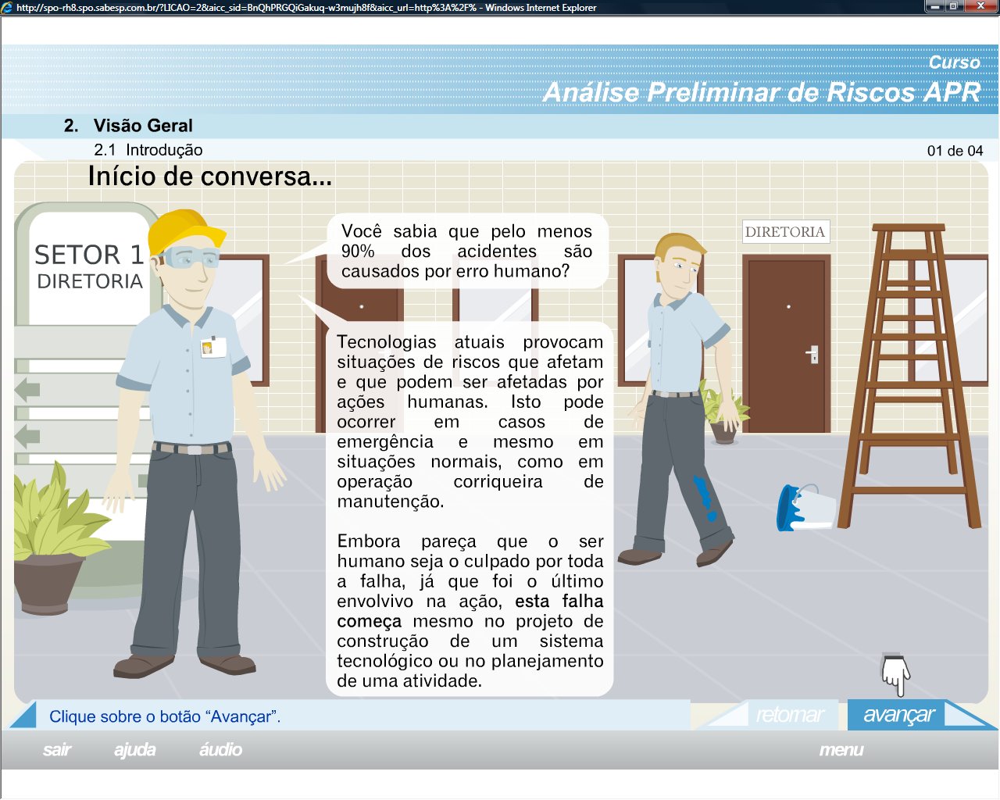 http://spo-rh8.spo.sabesp.com.br/?LICAO=2&aicc_sid=BnQhPRGQiGakuq-w3mujh8f&aicc_url=http%3A%2F% - Windows Internet Explorer
Curso
Análise Preliminar de Riscos APR
2. Visão Geral
2.1 Introdução
01 de 04
Início de conversa...
SETOR 1
DIRETORIA
Você sabia que pelo menos
90% dos acidentes são
causados por erro humano?
DIRETORIA
Tecnologias atuais provocam
situações de riscos que afetam
e que podem ser afetadas por
ações humanas. Isto pode
ocorrer em casos de
emergência e mesmo em
situações normais, como em
operação corriqueira de
manutenção.
Embora pareça que o ser
humano seja o culpado por toda
a falha, já que foi o último
envolvivo na ação, esta falha
começa mesmo no projeto de
construção de um sistema
tecnológico ou no planejamento
de uma atividade.
Clique sobre o botão “Avançar”.
retomar
avançar
sair
ajuda
áudio
menu